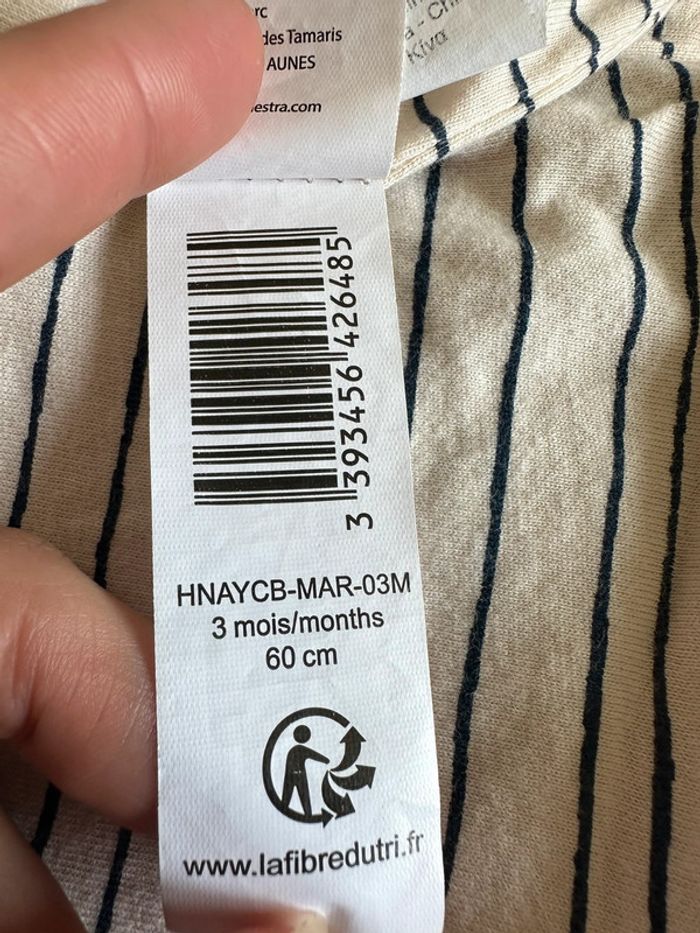 des Tamaris
AUNES
estra.com
Kiva
3 393456 426485
HNAYCB-MAR-03M
3 mois/months
60 cm
www.lafibredutri.fr